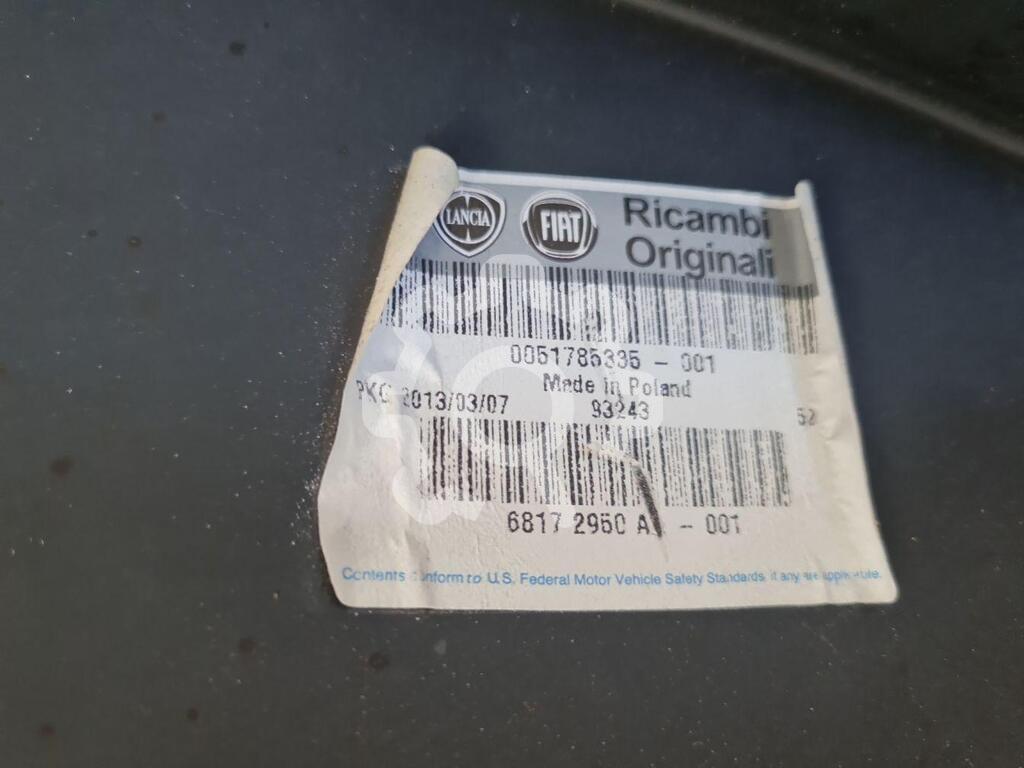 LANCIA FIAT Ricambi
Originali
0051785335 - 001
Made in Poland
PKG 2013/03/07 93243 52
6817 2950 A - 001
Contents conform to U.S. Federal Motor Vehicle Safety Standards if any are applicable.